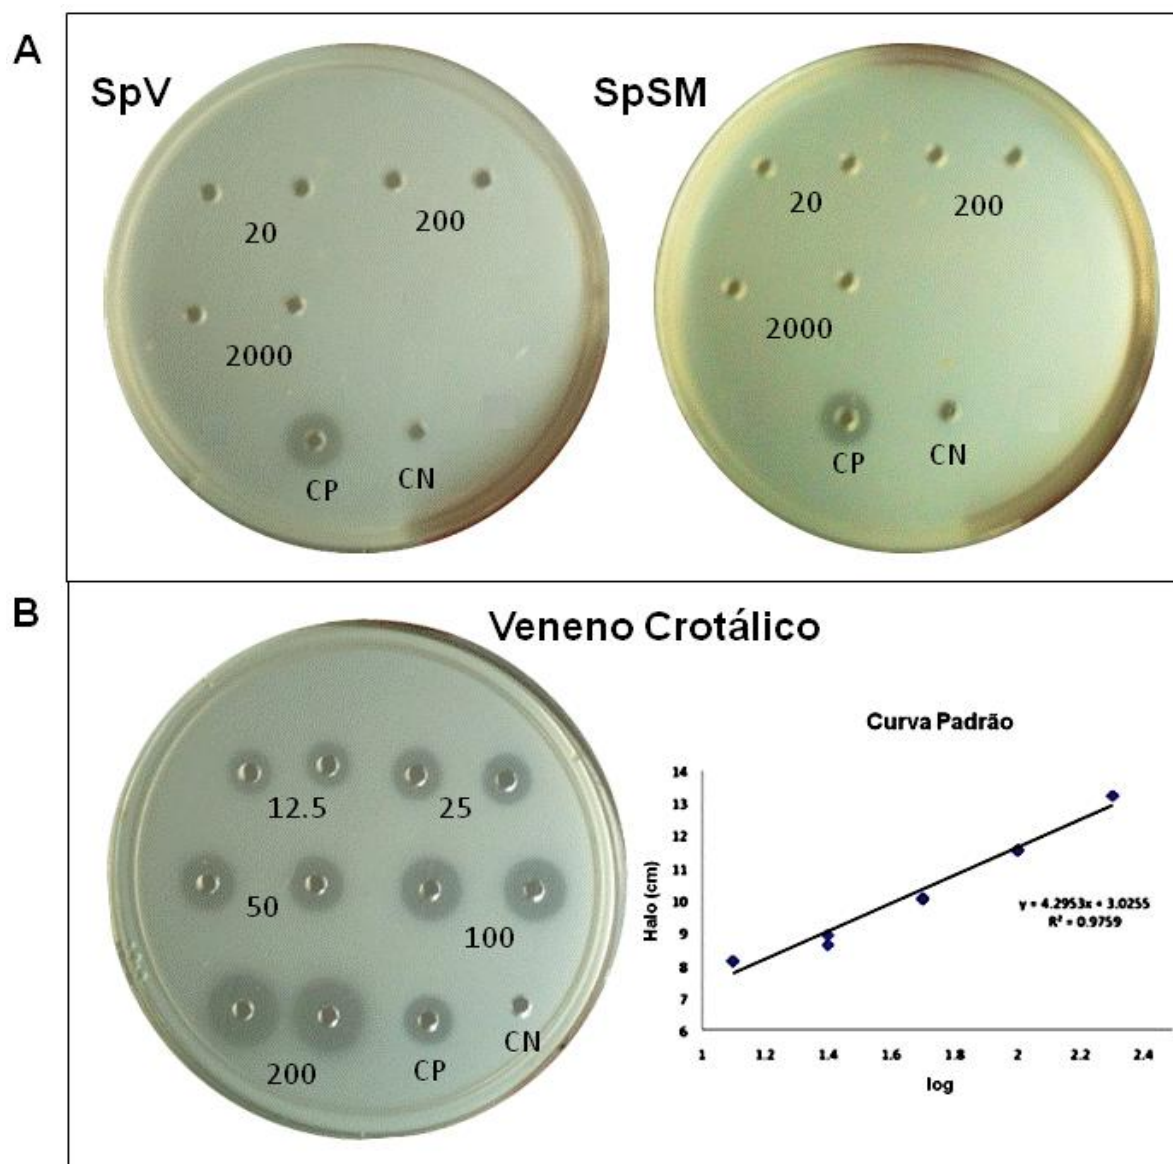 A
SpV
SpSM
20
200
20
200
2000
2000
CP
CN
CP
CN
B
Veneno Crotálico
12.5
25
50
100
200
CP
CN
Curva Padrão
14
13
12
11
10
9
8
7
6
Halo (cm)
y = 4.2953x + 3.0255
R² = 0.9759
1
1.2
1.4
1.6
1.8
2
2.2
2.4
log